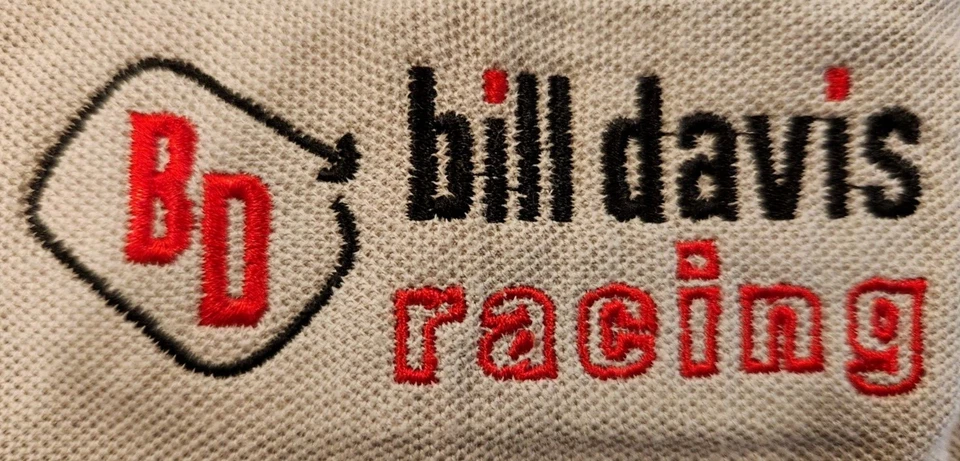 BD
bill davis
racing